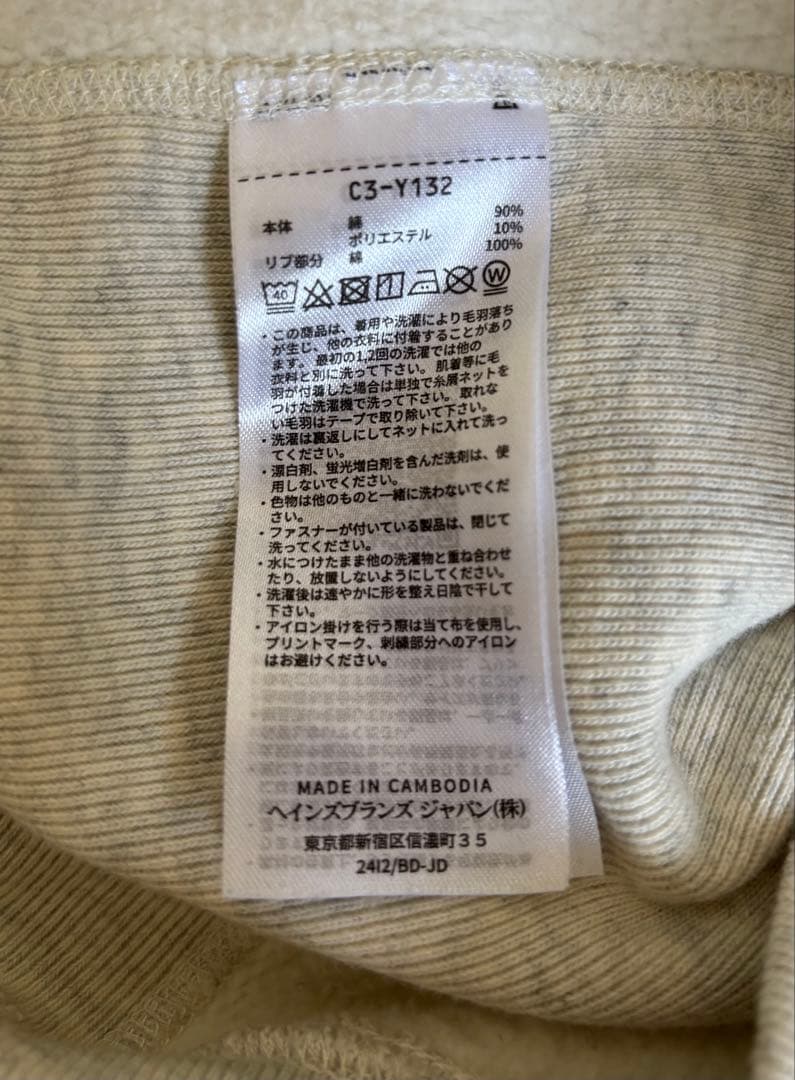 C3-Y132
本体 綿 90%
ポリエステル 10%
リブ部分 綿 100%
40
W
・この商品は、着用や洗濯により毛羽落ち
が生じ、他の衣料に付着することがあり
ます。最初の1,2回の洗濯では他の
衣料と別に洗って下さい。肌着等に毛
羽が付着した場合は単独で糸屑ネットを
つけた洗濯機で洗って下さい。取れな
い毛羽はテープで取り除いて下さい。
・洗濯は裏返しにしてネットに入れて洗っ
てください。
・漂白剤、蛍光増白剤を含んだ洗剤は、使
用しないでください。
・色物は他のものと一緒に洗わないでくだ
さい。
・ファスナーが付いている製品は、閉じて
洗ってください。
・水につけたまま他の洗濯物と重ね合わせ
たり、放置しないようにしてください。
・洗濯後は速やかに形を整え日陰で干して
下さい。
・アイロン掛けを行う際は当て布を使用し、
プリントマーク、刺繍部分へのアイロン
はお避けください。
MADE IN CAMBODIA
ヘインズブランズ ジャパン(株)
東京都新宿区信濃町35
2412/BD-JD